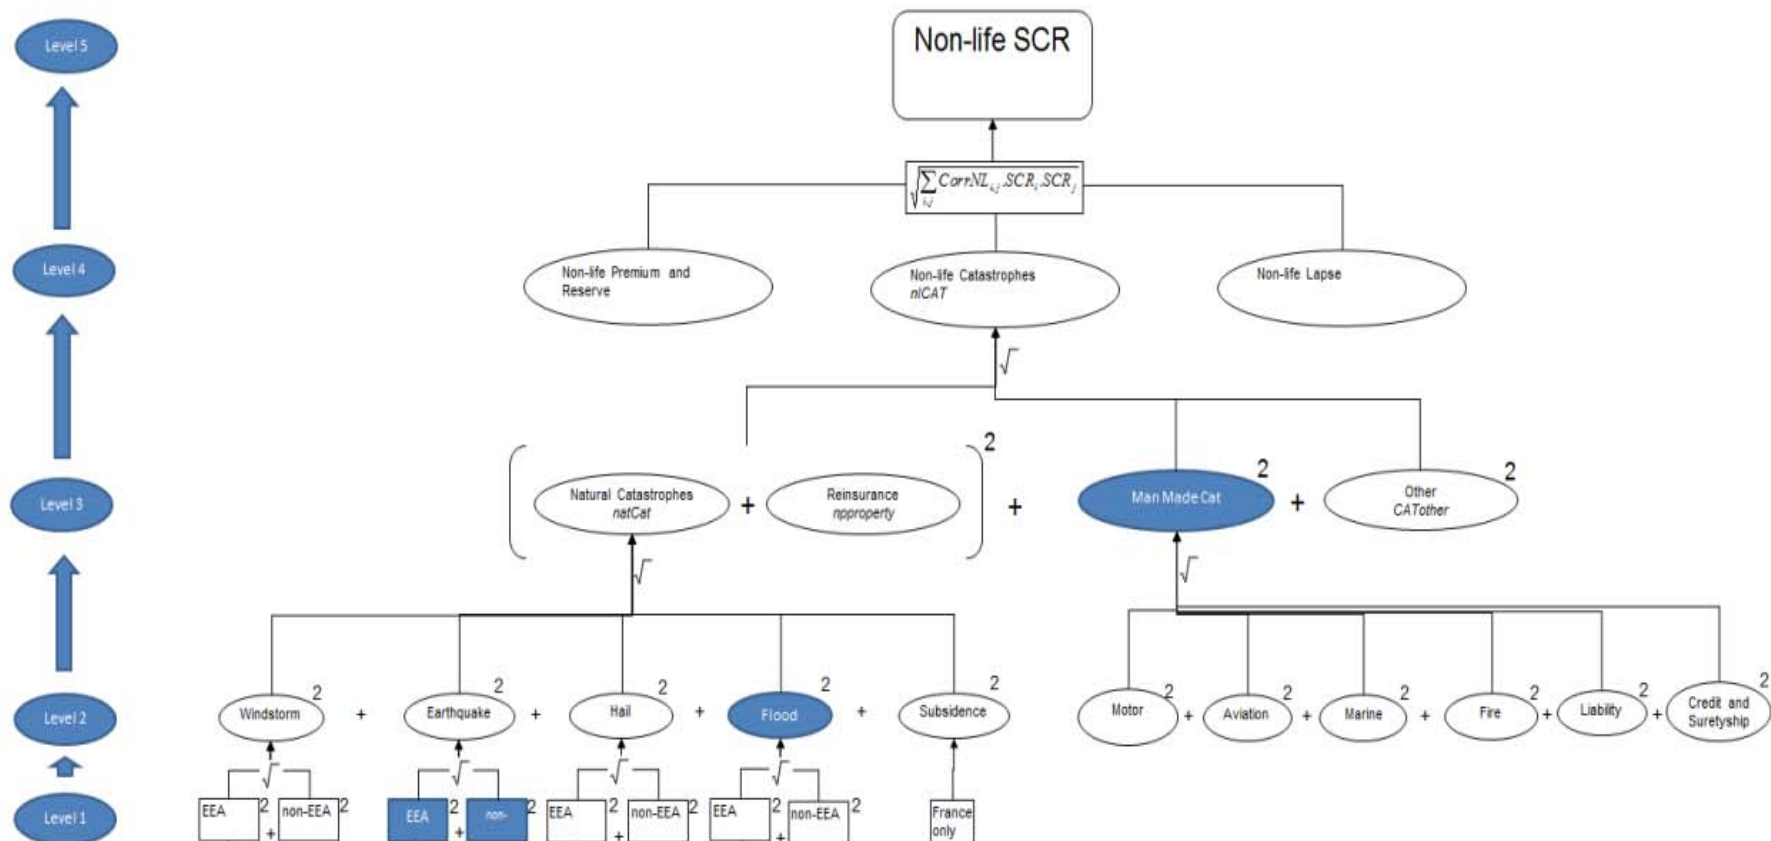 Level 5
Non-life SCR
√∑ CorrNL i,j .SCR i .SCR j
i,j
Level 4
Non-life Premium and
Reserve
Non-life Catastrophes
nlCAT
Non-life Lapse
√
2
Level 3
Natural Catastrophes
natCat
+
Reinsurance
npproperty
+
Man Made Cat
2
+
Other
CATother
2
√
√
Level 2
Windstorm
2
+
Earthquake
2
+
Hail
2
+
Flood
2
+
Subsidence
2
Motor
2
+
Aviation
2
+
Marine
2
+
Fire
2
+
Liability
2
+
Credit and
Suretyship
2
√
√
√
√
Level 1
EEA
2
+
non-EEA
2
EEA
2
+
non-
2
EEA
2
+
non-EEA
2
EEA
2
+
non-EEA
2
France
only